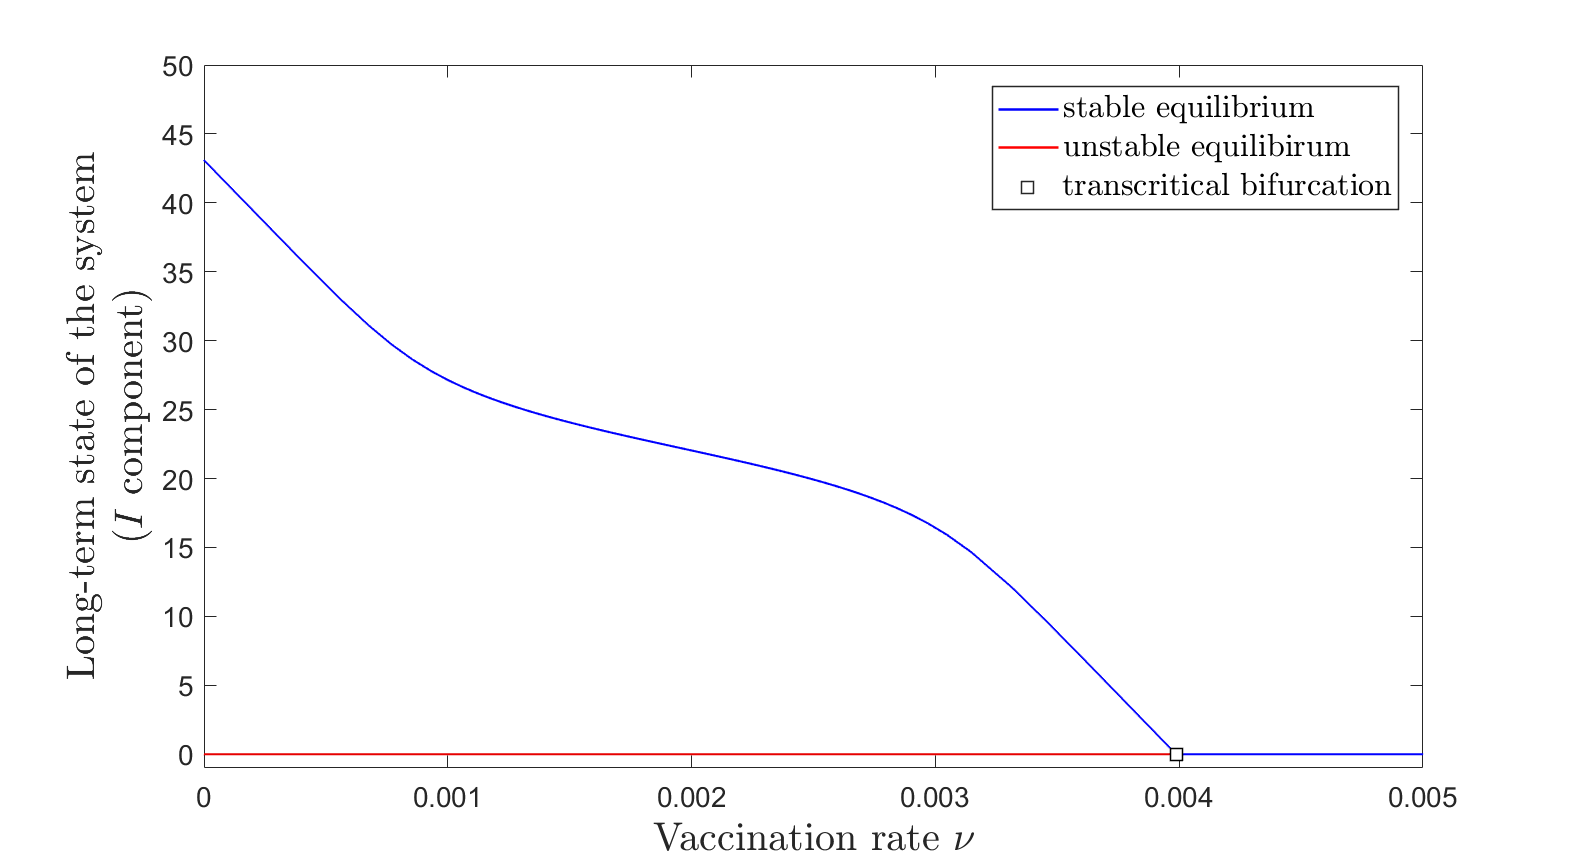 Long-term state of the system
(I component)
50
45
40
35
30
25
20
15
10
5
0
stable equilibrium
unstable equilibirum
transcritical bifurcation
0 0.001 0.002 0.003 0.004 0.005
Vaccination rate ν